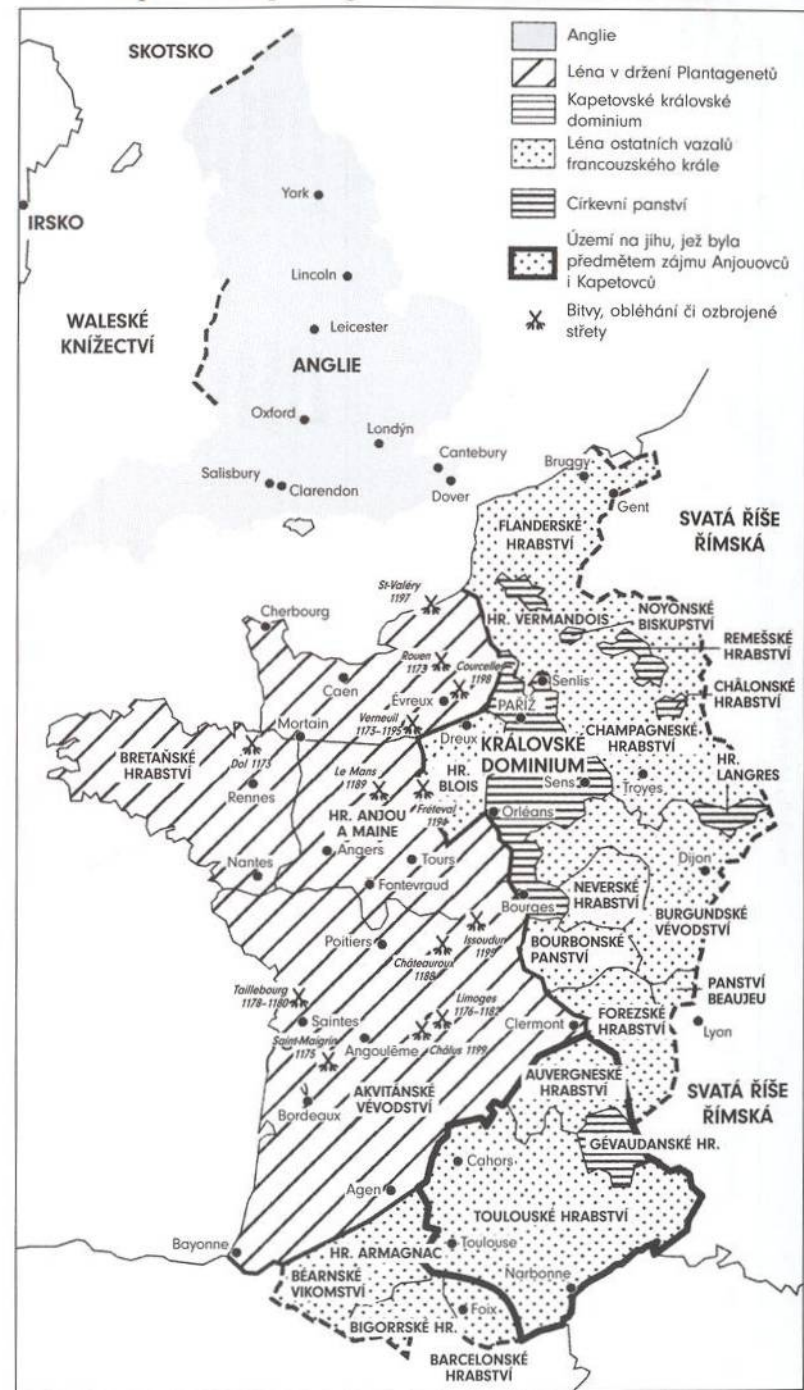 SKOTSKO
IRSKO
WALESKÉ
KNÍŽECTVÍ
York
Lincoln
Leicester
ANGLIE
Oxford
Londýn
Cantebury
Dover
Salisbury
Clarendon
Anglie
Léna v držení Plantagenetů
Kapetovské královské
dominium
Léna ostatních vazalů
francouzského krále
Církevní panství
Území na jihu, jež byla
předmětem zájmu Anjouovců
i Kapetovců
Bitvy, obléhání či ozbrojené
střety
Bruggy
Gent
FLANDERSKÉ
HRABSTVÍ
SVATÁ ŘÍŠE
ŘÍMSKÁ
St-Valéry
1197
HR. VERMANDOIS
NOYONSKÉ
BISKUPSTVÍ
REMEŠSKÉ
HRABSTVÍ
CHÂLONSKÉ
HRABSTVÍ
Cherbourg
Rouen
1173
Courcelles
1198
Senlis
Caen
Évreux
PAŘÍŽ
CHAMPAGNESKÉ
HRABSTVÍ
Verneuil
1173–1195
Dreux
KRÁLOVSKÉ
DOMINIUM
Mortain
BRETAŇSKÉ
HRABSTVÍ
Dol 1173
Rennes
Le Mans
1189
HR.
BLOIS
Fréteval
1194
Sens
Troyes
HR.
LANGRES
HR. ANJOU
A MAINE
Orléans
Angers
Tours
Nantes
Fontevraud
Dijon
NEVERSKÉ
HRABSTVÍ
Bourges
BURGUNDSKÉ
VÉVODSTVÍ
Poitiers
Issoudun
1195
Châteauroux
1188
BOURBONSKÉ
PANSTVÍ
PANSTVÍ
BEAUJEU
Taillebourg
1178–1180
Saintes
Limoges
1176–1182
Clermont
FOREZSKÉ
HRABSTVÍ
Lyon
Saint-Maigrin
1175
Angoulême
Châlus 1199
AUVERGNESKÉ
HRABSTVÍ
SVATÁ ŘÍŠE
ŘÍMSKÁ
AKVITÁNSKÉ
VÉVODSTVÍ
Bordeaux
GÉVAUDANSKÉ HR.
Cahors
Agen
TOULOUSKÉ HRABSTVÍ
Bayonne
HR. ARMAGNAC
Toulouse
BÉARNSKÉ
VIKOMSTVÍ
Narbonne
Foix
BIGORRSKÉ HR.
BARCELONSKÉ
HRABSTVÍ